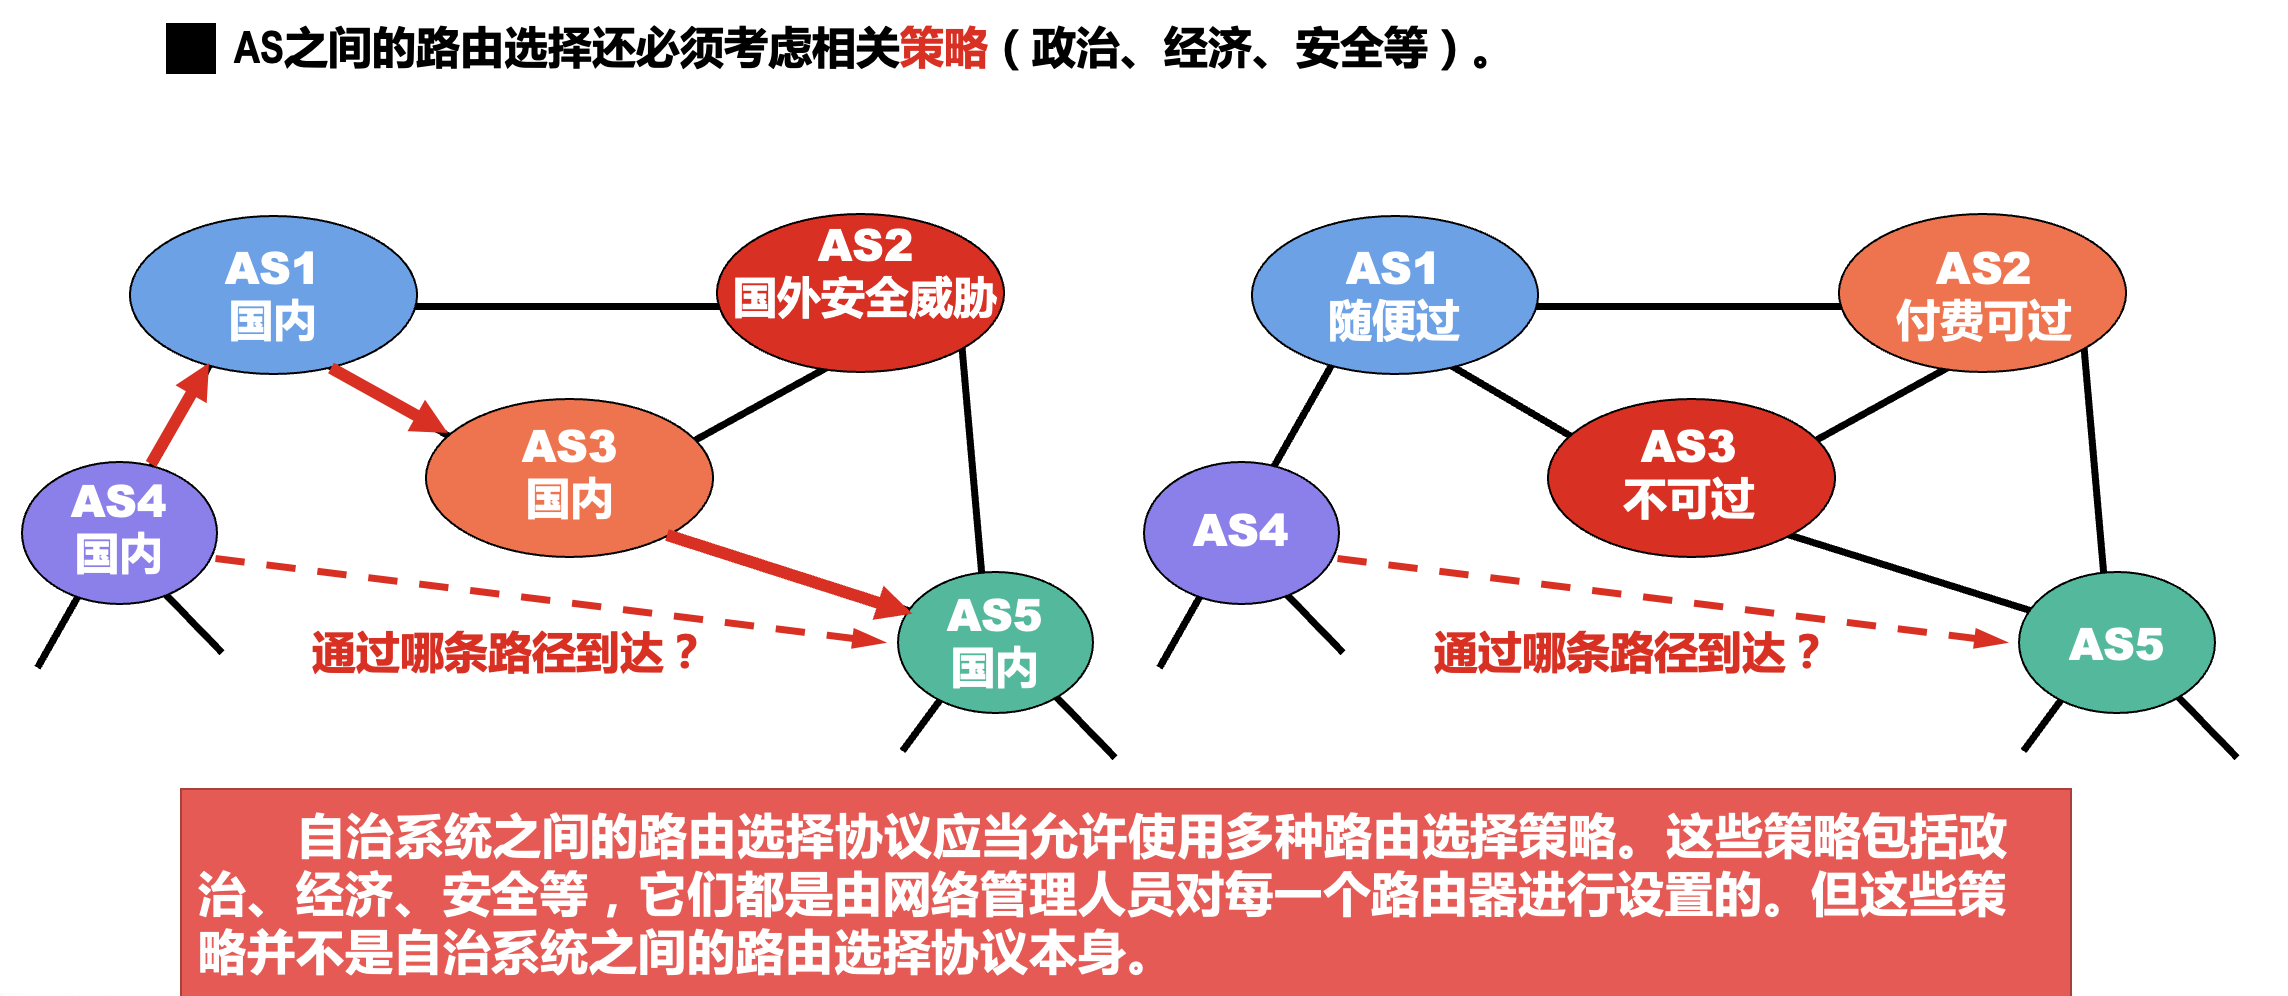 AS之间的路由选择还必须考虑相关策略（政治、经济、安全等）。
AS1
国内
AS2
国外安全威胁
AS3
国内
AS4
国内
AS5
国内
通过哪条路径到达？
AS1
随便过
AS2
付费可过
AS3
不可过
AS4
AS5
通过哪条路径到达？
自治系统之间的路由选择协议应当允许使用多种路由选择策略。这些策略包括政
治、经济、安全等，它们都是由网络管理人员对每一个路由器进行设置的。但这些策
略并不是自治系统之间的路由选择协议本身。